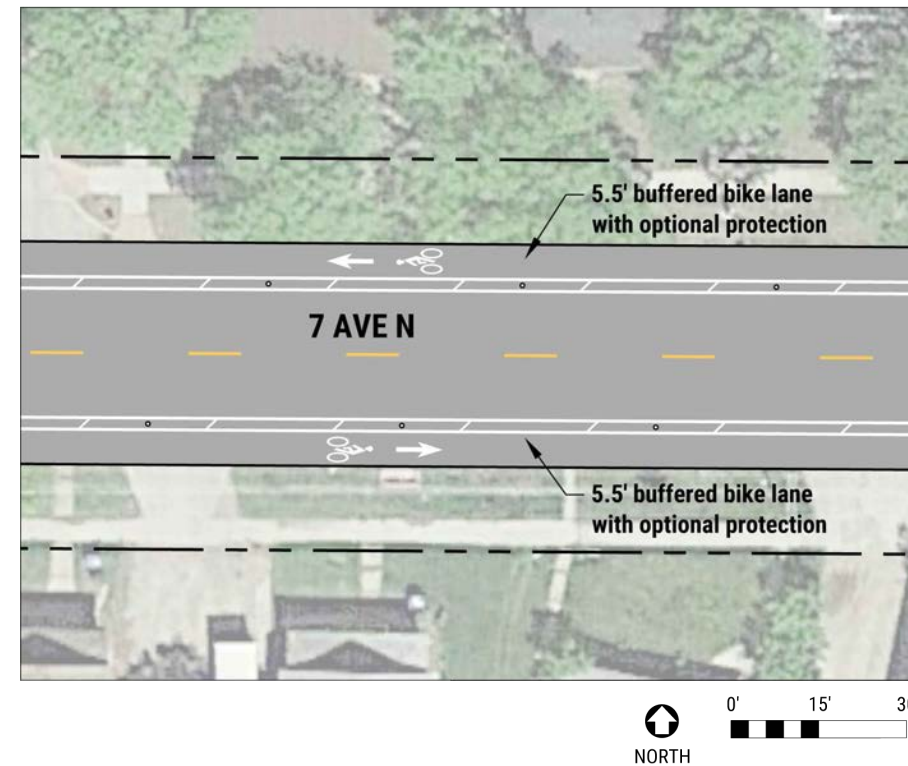 5.5' buffered bike lane
with optional protection
7 AVE N
5.5' buffered bike lane
with optional protection
0' 15'
NORTH